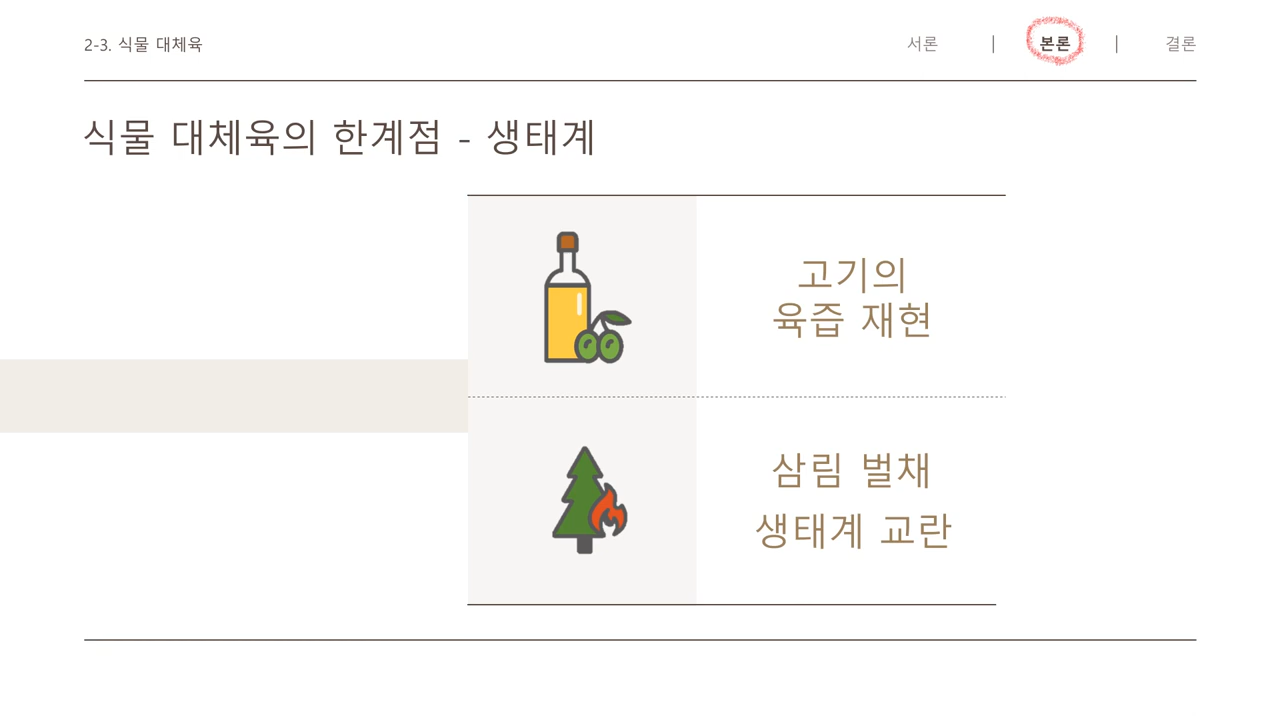 2-3. 식물 대체육
서론 | 본론 | 결론
식물 대체육의 한계점 - 생태계
고기의
육즙 재현
삼림 벌채
생태계 교란